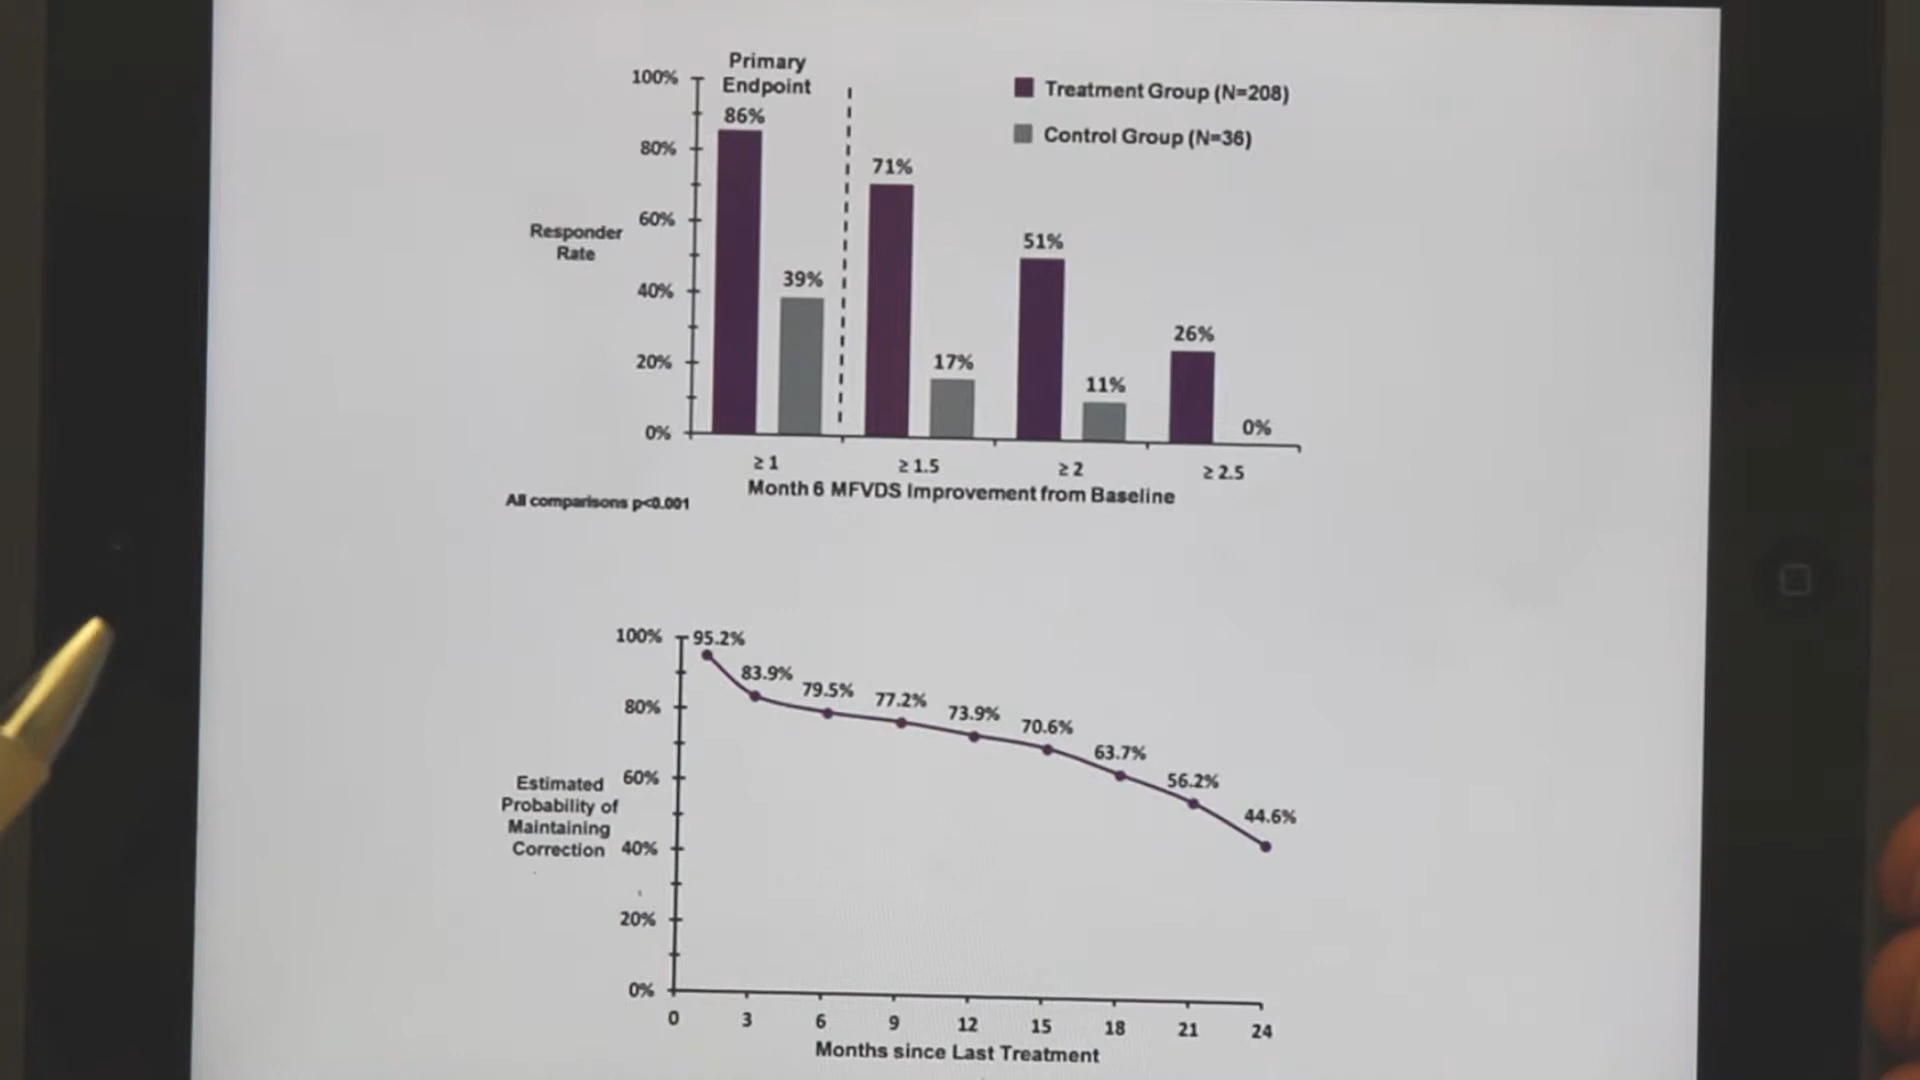 Primary
Endpoint
100%
80%
60%
40%
20%
0%
Responder
Rate
86%
39%
71%
17%
51%
11%
26%
0%
Treatment Group (N=208)
Control Group (N=36)
≥ 1
≥ 1.5
≥ 2
≥ 2.5
Month 6 MFVDS Improvement from Baseline
All comparisons p<0.001
100%
80%
60%
40%
20%
0%
Estimated
Probability of
Maintaining
Correction
95.2%
83.9%
79.5%
77.2%
73.9%
70.6%
63.7%
56.2%
44.6%
0 3 6 9 12 15 18 21 24
Months since Last Treatment